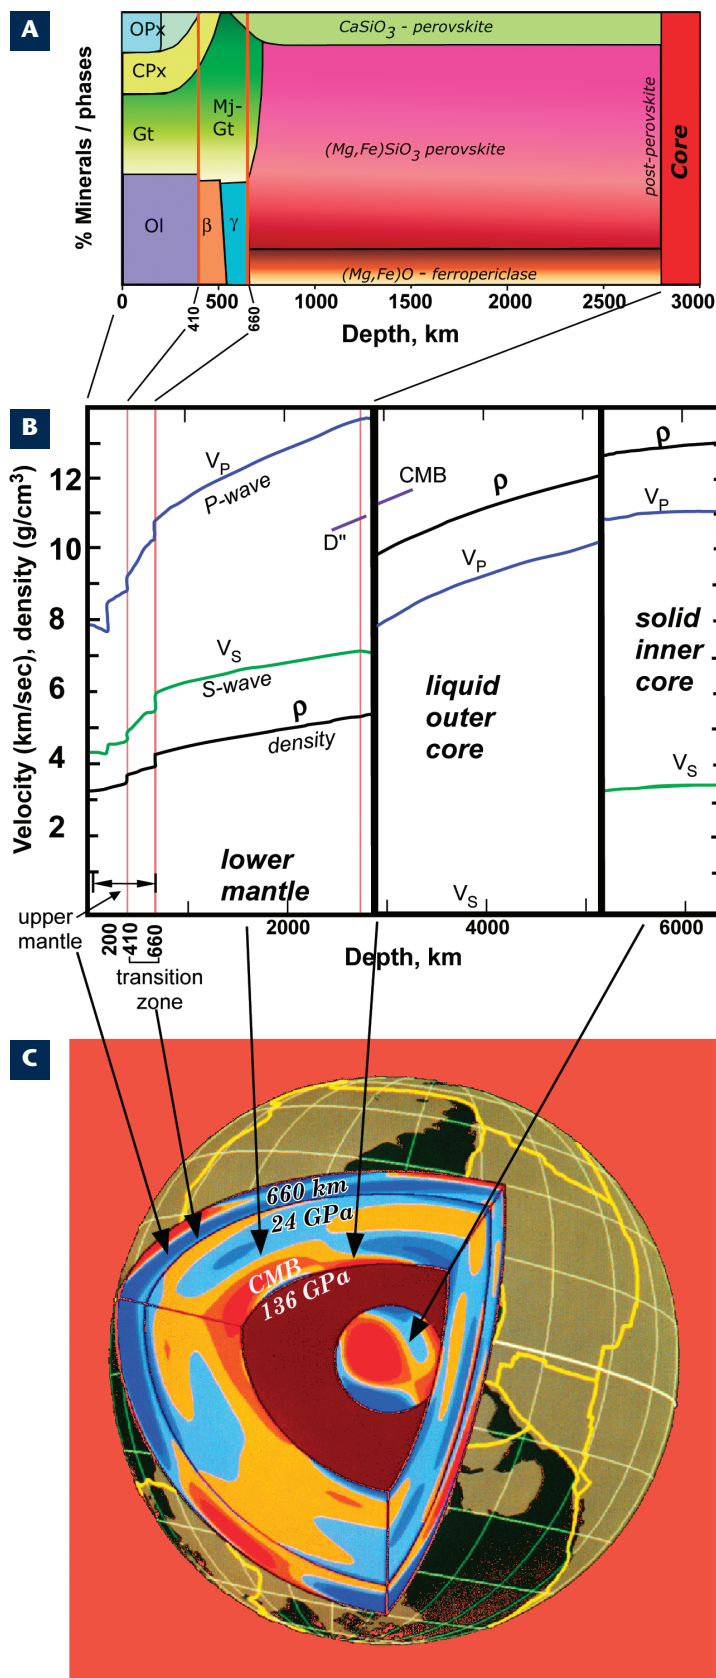 A
% Minerals / phases
OPx
CPx
Gt
Ol
Mj-
Gt
β
γ
CaSiO3 - perovskite
(Mg,Fe)SiO3 perovskite
(Mg,Fe)O - ferropericlase
post-perovskite
Core
0
410
500
660
1000
1500
2000
2500
3000
Depth, km
B
Velocity (km/sec), density (g/cm3)
12
10
8
6
4
2
VP
P-wave
VS
S-wave
ρ
density
D"
CMB
ρ
VP
ρ
VP
liquid
outer
core
solid
inner
core
VS
lower
mantle
VS
upper
mantle
200
410
660
transition
zone
2000
4000
6000
Depth, km
C
660 km
24 GPa
CMB
136 GPa